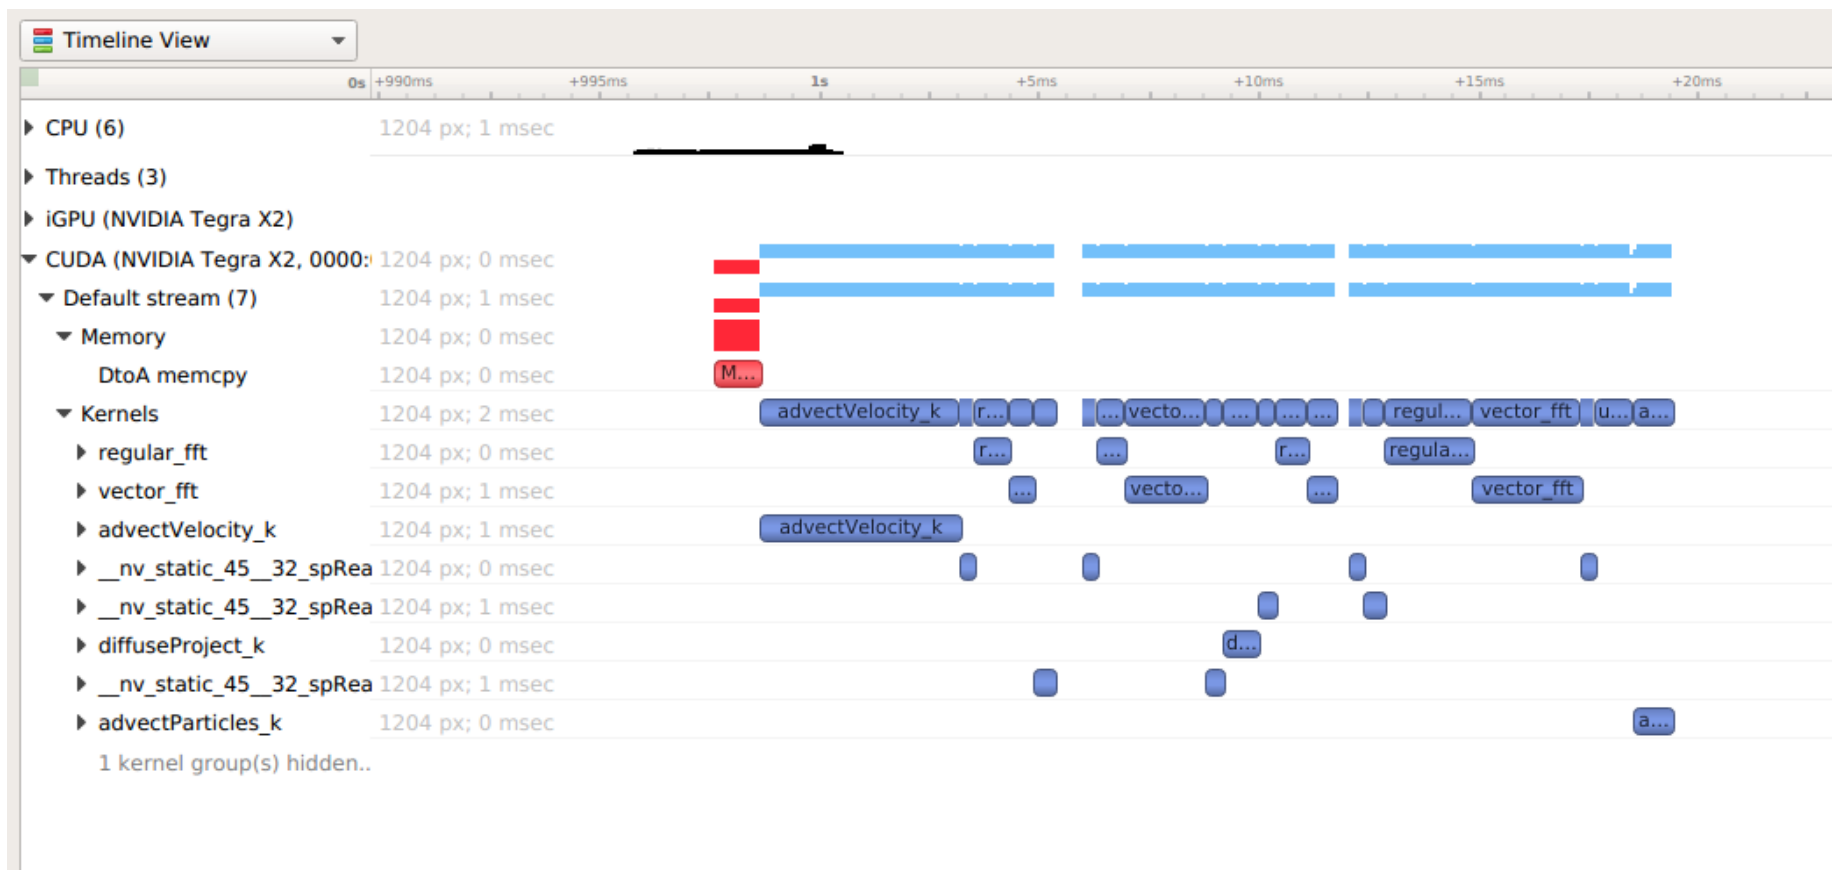 Timeline View
0s +990ms +995ms 1s +5ms +10ms +15ms +20ms
CPU (6) 1204 px; 1 msec
Threads (3)
iGPU (NVIDIA Tegra X2)
CUDA (NVIDIA Tegra X2, 0000:( 1204 px; 0 msec
Default stream (7) 1204 px; 1 msec
Memory 1204 px; 0 msec
DtoA memcpy 1204 px; 0 msec M...
Kernels 1204 px; 2 msec advectVelocity_k r... ... vecto... ... ... ... regul... vector_fft u... a...
regular_fft 1204 px; 0 msec r... ... r... regula...
vector_fft 1204 px; 1 msec ... vecto... ... vector_fft
advectVelocity_k 1204 px; 1 msec advectVelocity_k
__nv_static_45__32_spRea 1204 px; 0 msec
__nv_static_45__32_spRea 1204 px; 1 msec
diffuseProject_k 1204 px; 0 msec d...
__nv_static_45__32_spRea 1204 px; 1 msec
advectParticles_k 1204 px; 0 msec a...
1 kernel group(s) hidden..